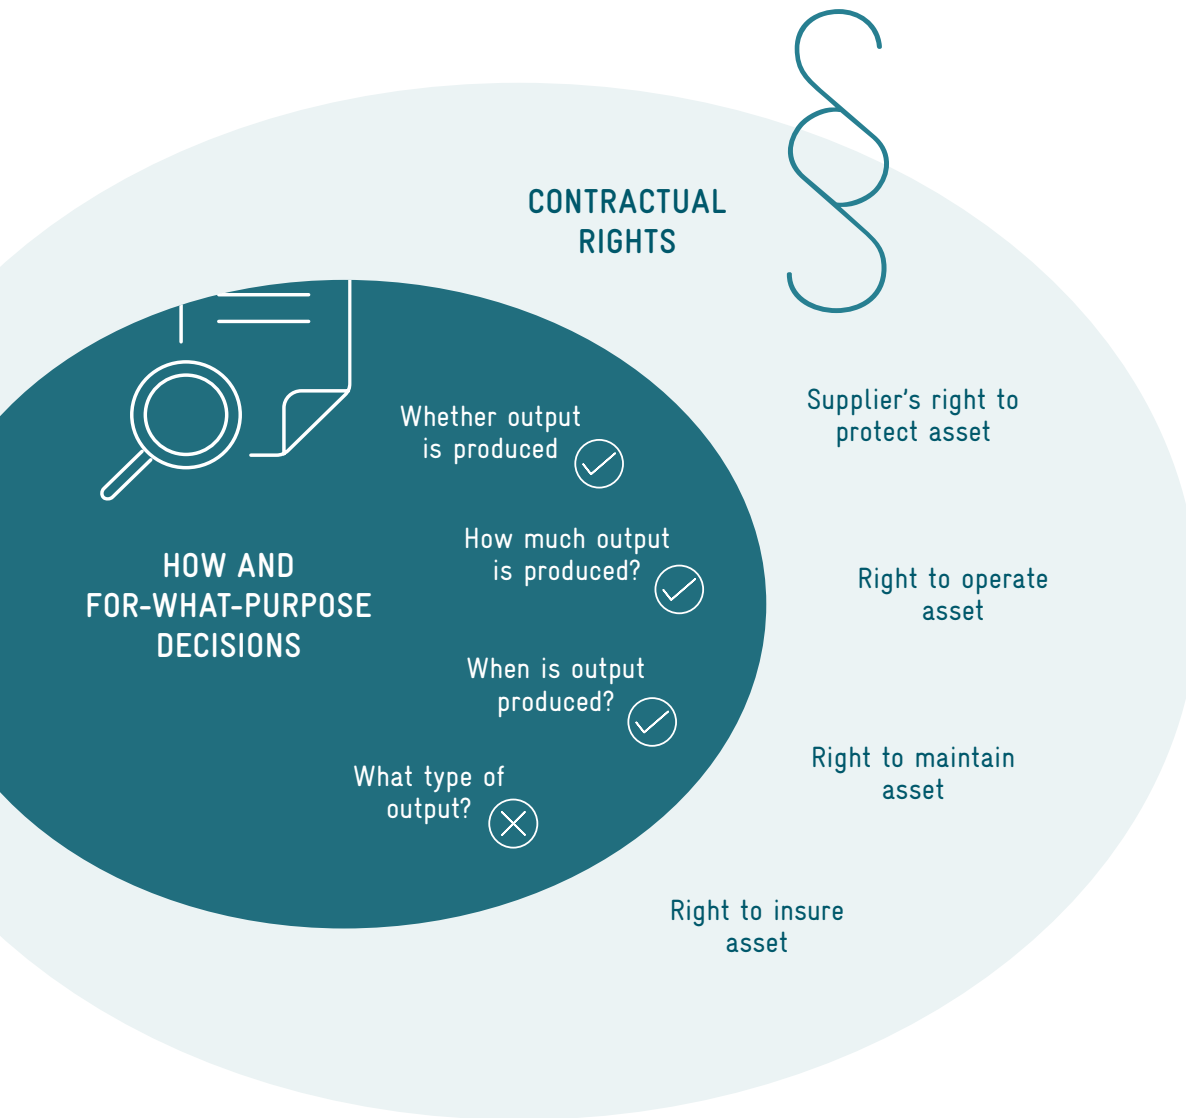 CONTRACTUAL
RIGHTS
Whether output
is produced
How much output
is produced?
When is output
produced?
What type of
output?
HOW AND
FOR-WHAT-PURPOSE
DECISIONS
Supplier's right to
protect asset
Right to operate
asset
Right to maintain
asset
Right to insure
asset